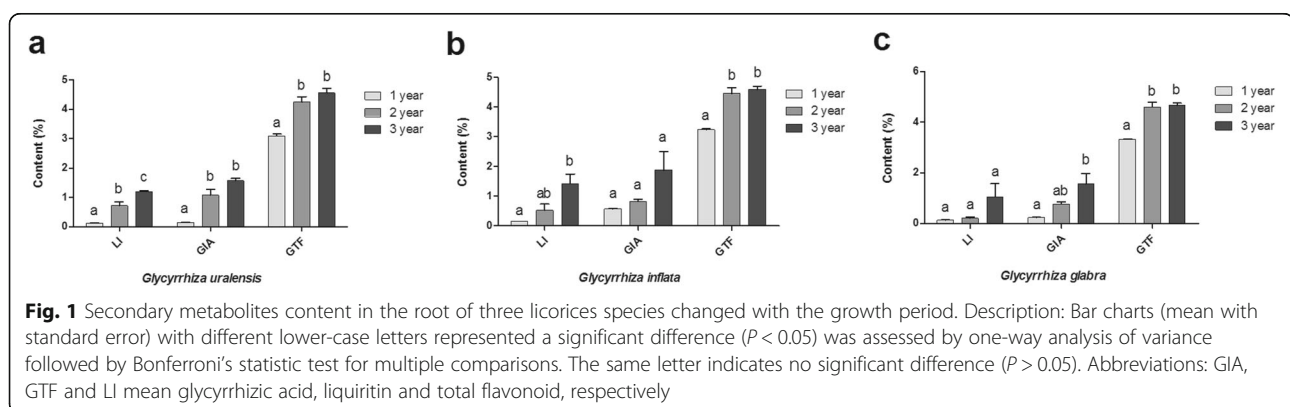 a
b
c
Content (%)
5
4
3
2
1
0
a
b
c
a
b
b
a
b
b
1 year
2 year
3 year
LI
GIA
GTF
Glycyrrhiza uralensis
Content (%)
5
4
3
2
1
0
a
ab
b
a
a
a
a
b
b
1 year
2 year
3 year
LI
GIA
GTF
Glycyrrhiza inflata
Content (%)
6
4
2
0
a
a
a
a
ab
b
a
b
b
1 year
2 year
3 year
LI
GIA
GTF
Glycyrrhiza glabra
Fig. 1 Secondary metabolites content in the root of three licorices species changed with the growth period. Description: Bar charts (mean with
standard error) with different lower-case letters represented a significant difference (P < 0.05) was assessed by one-way analysis of variance
followed by Bonferroni's statistic test for multiple comparisons. The same letter indicates no significant difference (P > 0.05). Abbreviations: GIA,
GTF and LI mean glycyrrhizic acid, liquiritin and total flavonoid, respectively